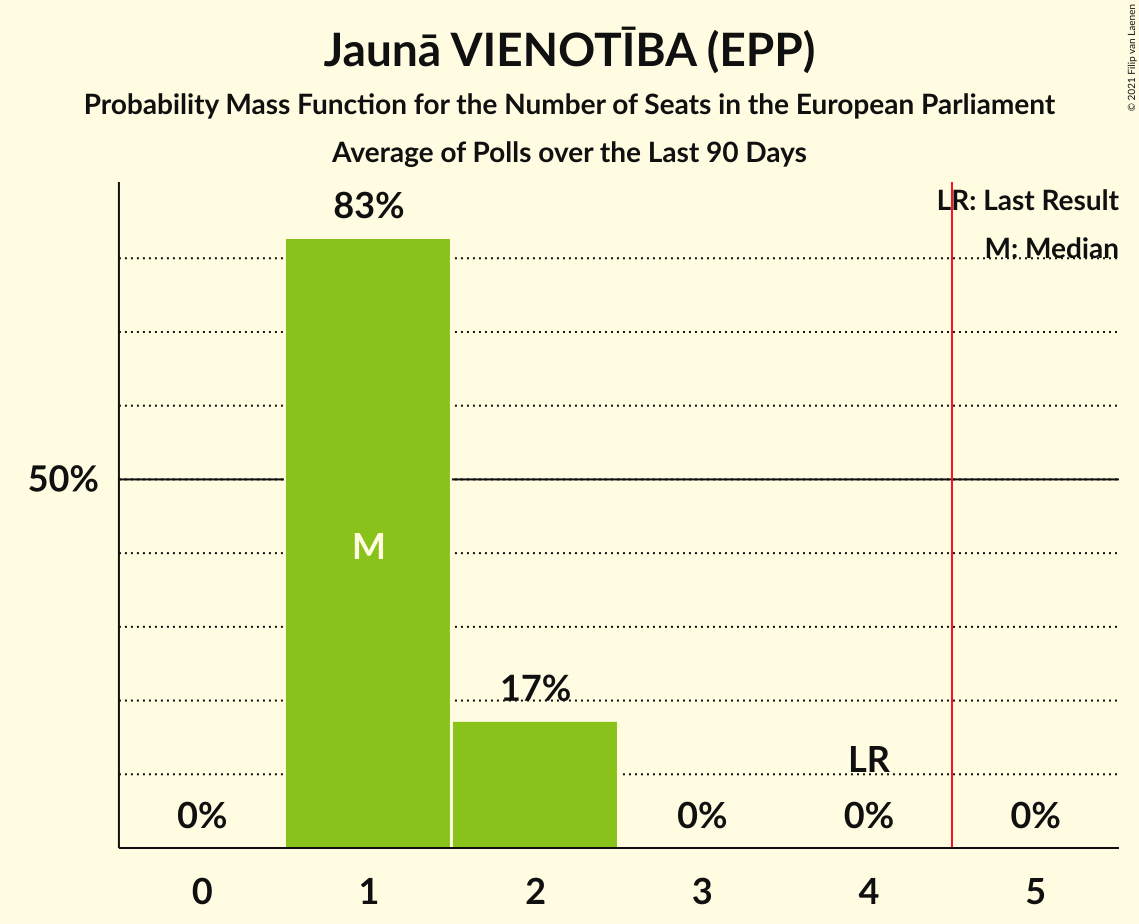 Jaunā VIENOTĪBA (EPP)
Probability Mass Function for the Number of Seats in the European Parliament
Average of Polls over the Last 90 Days
© 2021 Filip van Laenen
LR: Last Result
M: Median
83%
50%
M
17%
LR
0%
0%
0%
0%
0
1
2
3
4
5